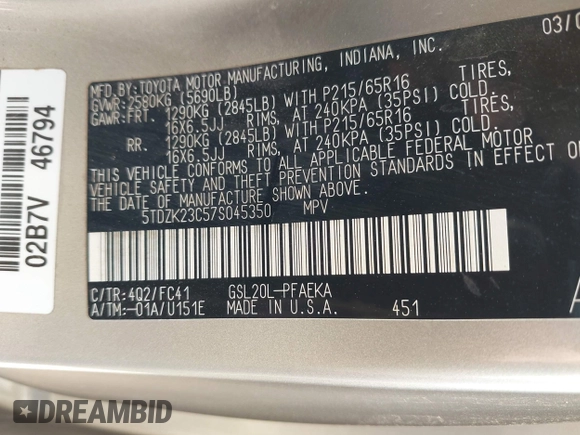 03/0
MFD.BY:TOYOTA MOTOR MANUFACTURING, INDIANA, INC.
GVWR:2580KG (5690LB)
GAWR:FRT. 1290KG (2845LB) WITH P215/65R16 TIRES,
16X6.5JJ RIMS, AT 240KPA (35PSI) COLD.
RR. 1290KG (2845LB) WITH P215/65R16 TIRES,
16X6.5JJ RIMS, AT 240KPA (35PSI) COLD.
THIS VEHICLE CONFORMS TO ALL APPLICABLE FEDERAL MOTOR
VEHICLE SAFETY AND THEFT PREVENTION STANDARDS IN EFFECT O
THE DATE OF MANUFACTURE SHOWN ABOVE.
5TDZK23C57S045350 MPV
C/TR:4Q2/FC41 GSL20L-PFAEKA
A/TM:-01A/U151E MADE IN U.S.A. 451
02B7V 46794
DREAMBID